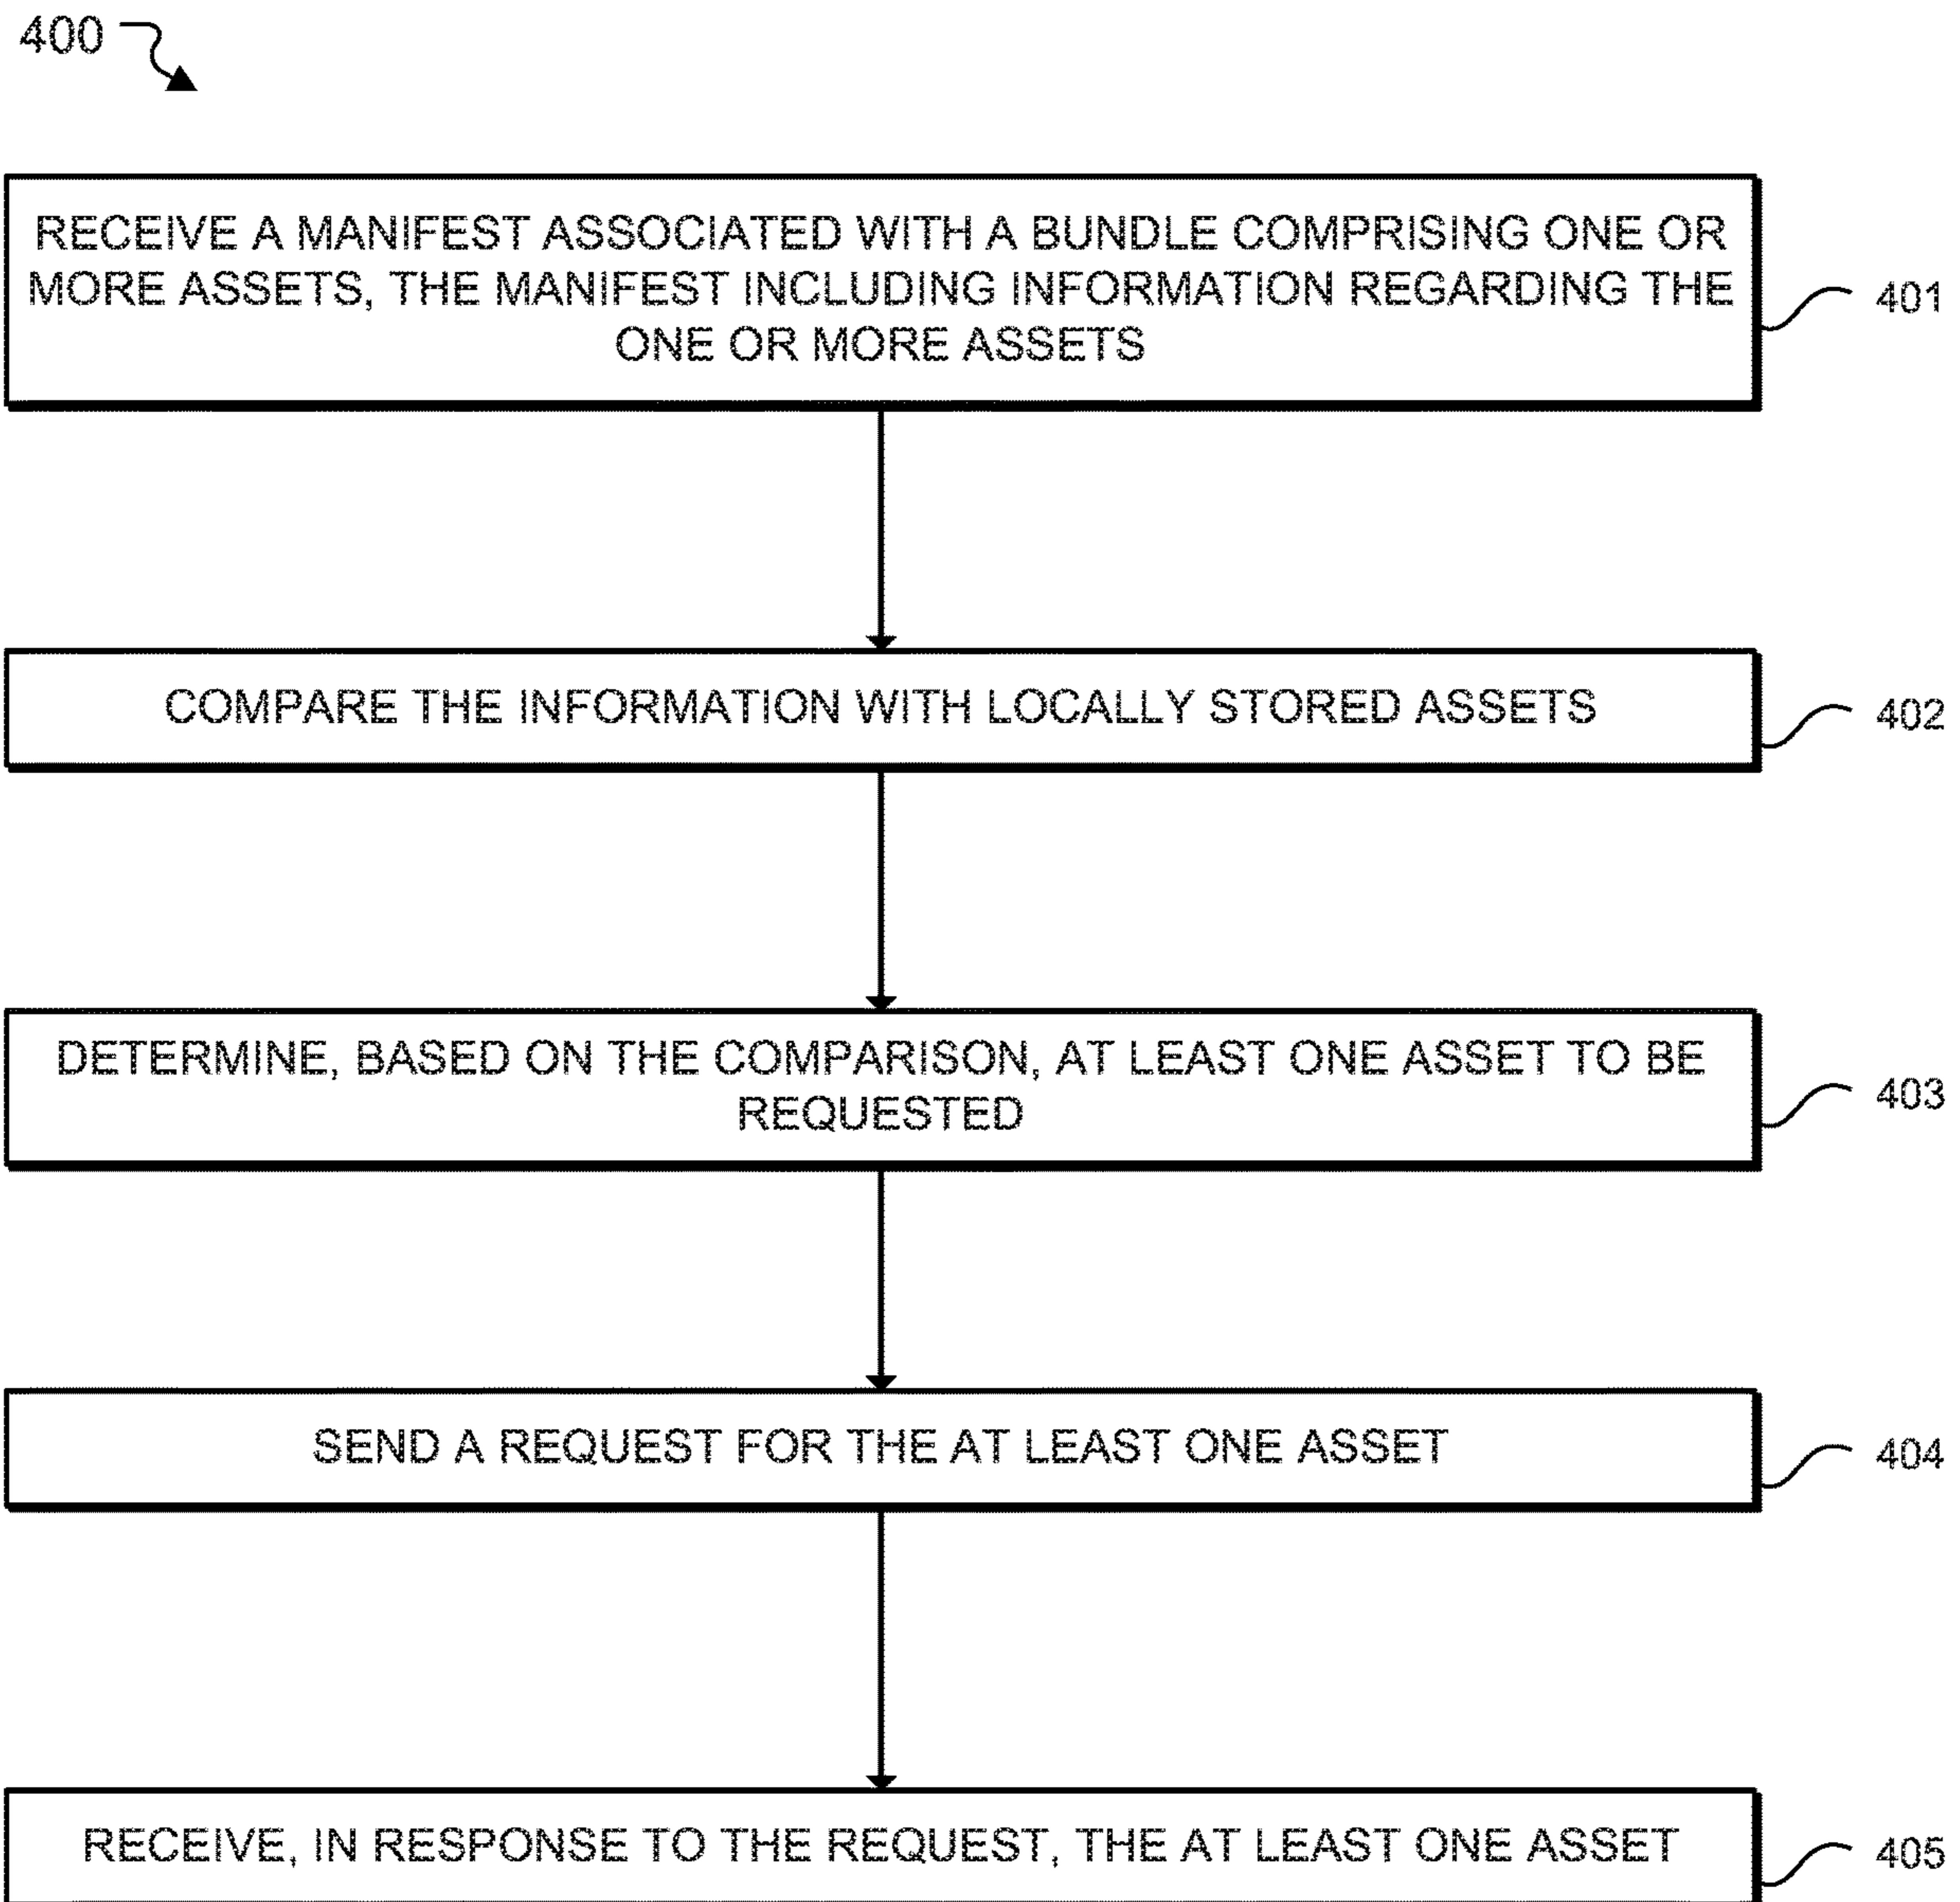 400
RECEIVE A MANIFEST ASSOCIATED WITH A BUNDLE COMPRISING ONE OR
MORE ASSETS, THE MANIFEST INCLUDING INFORMATION REGARDING THE
ONE OR MORE ASSETS
401
COMPARE THE INFORMATION WITH LOCALLY STORED ASSETS
402
DETERMINE, BASED ON THE COMPARISON, AT LEAST ONE ASSET TO BE
REQUESTED
403
SEND A REQUEST FOR THE AT LEAST ONE ASSET
404
RECEIVE, IN RESPONSE TO THE REQUEST, THE AT LEAST ONE ASSET
405